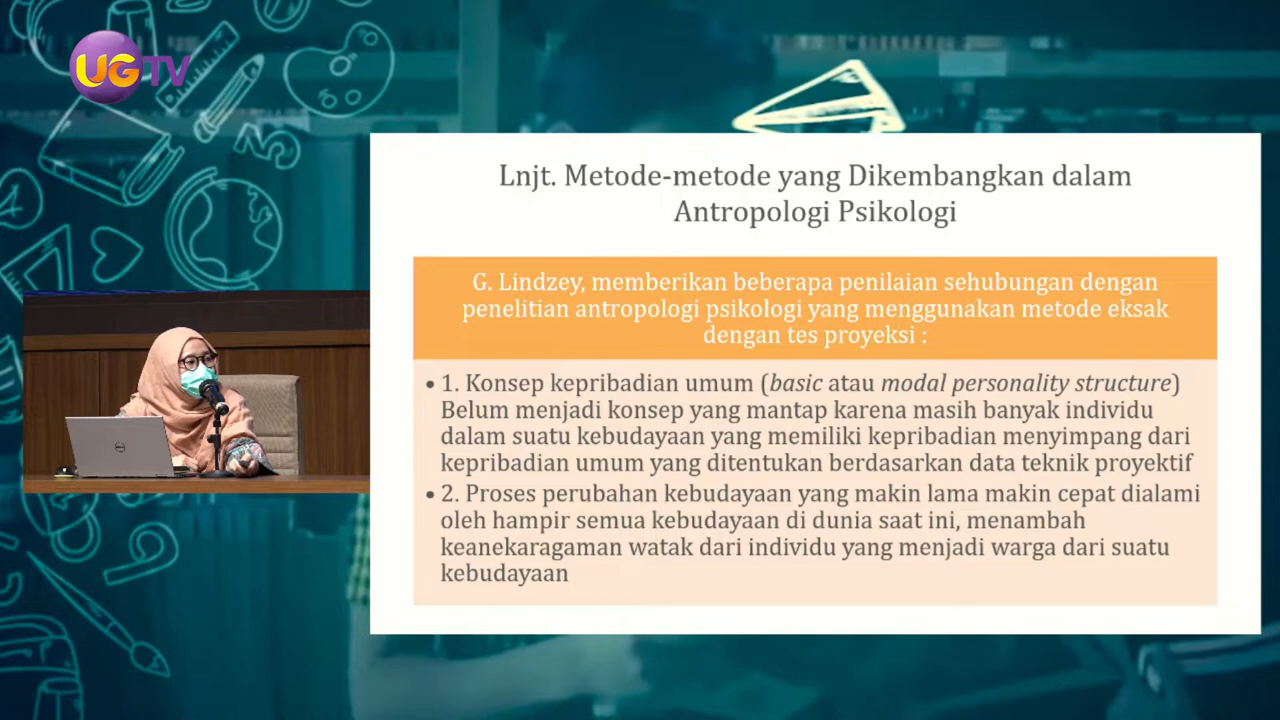 UGTV
Lnjt. Metode-metode yang Dikembangkan dalam
Antropologi Psikologi
G. Lindzey, memberikan beberapa penilaian sehubungan dengan
penelitian antropologi psikologi yang menggunakan metode eksak
dengan tes proyeksi :
• 1. Konsep kepribadian umum (basic atau modal personality structure)
Belum menjadi konsep yang mantap karena masih banyak individu
dalam suatu kebudayaan yang memiliki kepribadian menyimpang dari
kepribadian umum yang ditentukan berdasarkan data teknik proyektif
• 2. Proses perubahan kebudayaan yang makin lama makin cepat dialami
oleh hampir semua kebudayaan di dunia saat ini, menambah
keanekaragaman watak dari individu yang menjadi warga dari suatu
kebudayaan